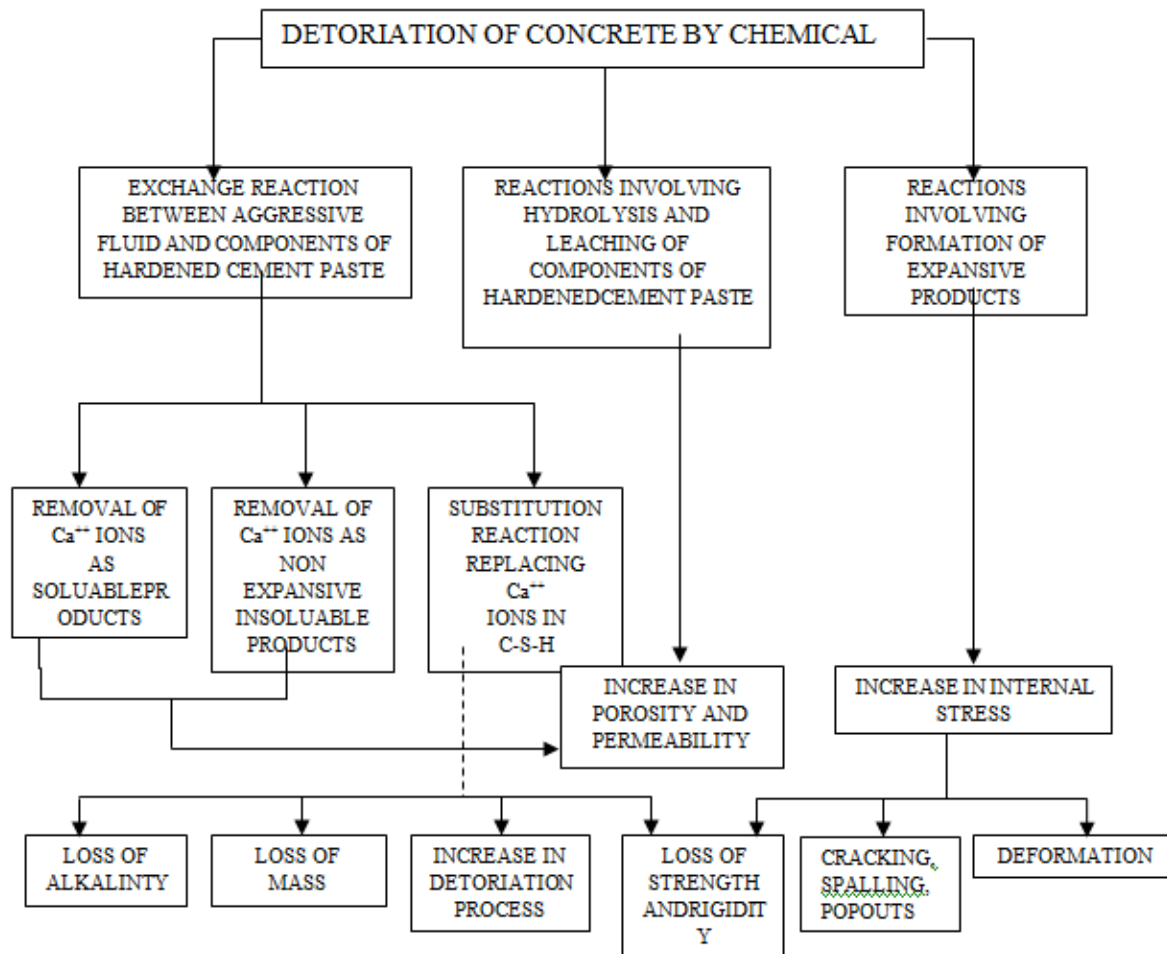 DETORIATION OF CONCRETE BY CHEMICAL
EXCHANGE REACTION
BETWEEN AGGRESSIVE
FLUID AND COMPONENTS OF
HARDENED CEMENT PASTE
REACTIONS INVOLVING
HYDROLYSIS AND
LEACHING OF
COMPONENTS OF
HARDENEDCEMENT PASTE
REACTIONS
INVOLVING
FORMATION OF
EXPANSIVE
PRODUCTS
REMOVAL OF
Ca⁺⁺ IONS
AS
SOLUABLEPR
ODUCTS
REMOVAL OF
Ca⁺⁺ IONS AS
NON
EXPANSIVE
INSOLUABLE
PRODUCTS
SUBSTITUTION
REACTION
REPLACING
Ca⁺⁺
IONS IN
C-S-H
INCREASE IN
POROSITY AND
PERMEABILITY
INCREASE IN INTERNAL
STRESS
LOSS OF
ALKALINTY
LOSS OF
MASS
INCREASE IN
DETORIATION
PROCESS
LOSS OF
STRENGTH
ANDRIGIDIT
Y
CRACKING,
SPALLING,
POPOUTS
DEFORMATION